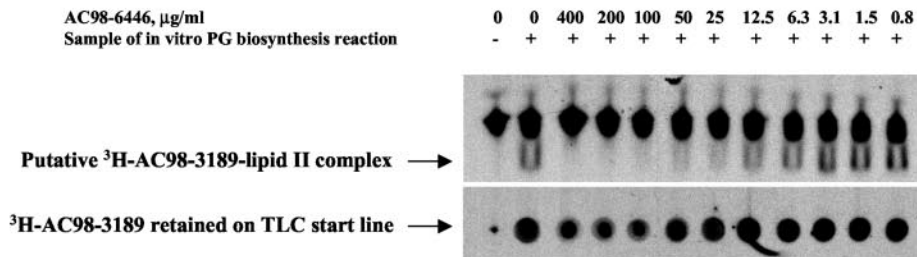 AC98-6446, μg/ml 0 0 400 200 100 50 25 12.5 6.3 3.1 1.5 0.8
Sample of in vitro PG biosynthesis reaction - + + + + + + + + + + +
Putative ³H-AC98-3189-lipid II complex
³H-AC98-3189 retained on TLC start line